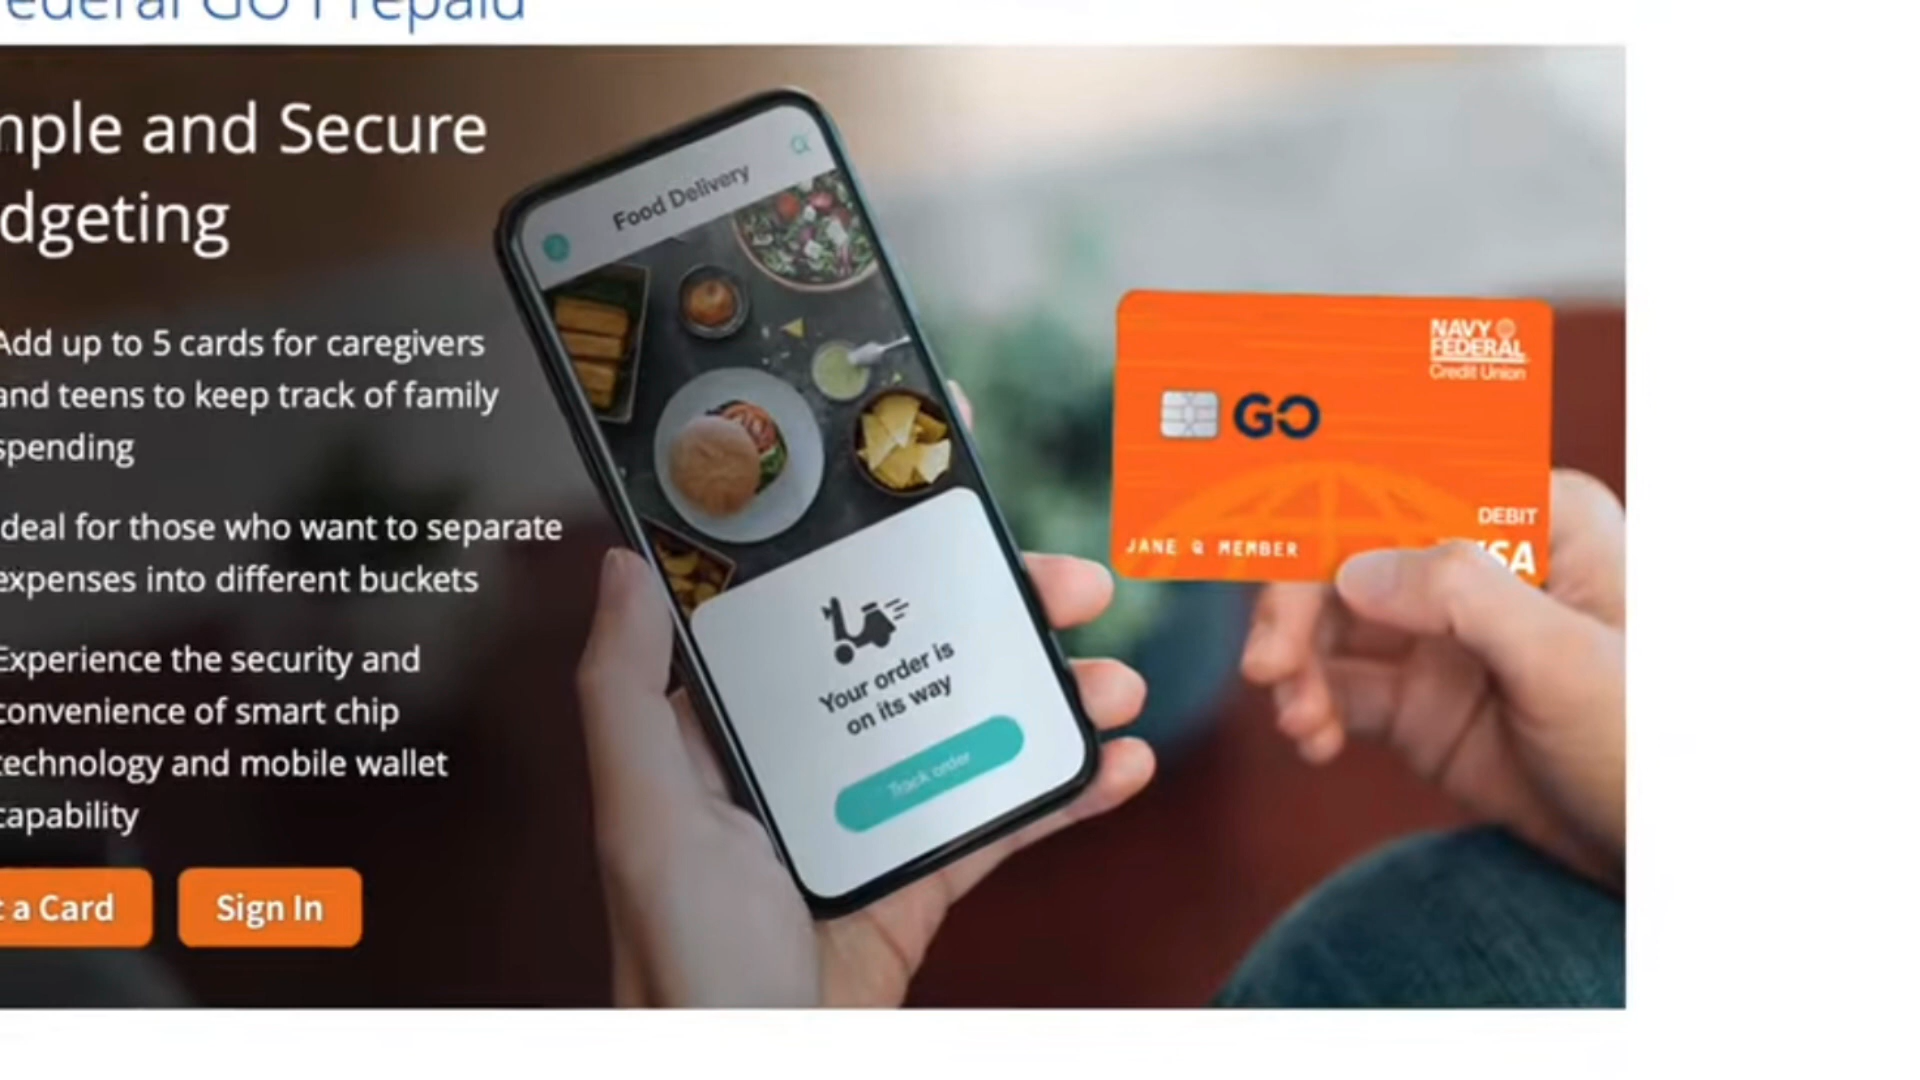 ederal GO Prepaid
mple and Secure
dgeting
Add up to 5 cards for caregivers
and teens to keep track of family
spending
deal for those who want to separate
expenses into different buckets
Experience the security and
convenience of smart chip
technology and mobile wallet
capability
t a Card
Sign In
Food Delivery
Your order is
on its way
Track order
NAVY
FEDERAL
Credit Union
GO
DEBIT
JANE Q MEMBER
VISA